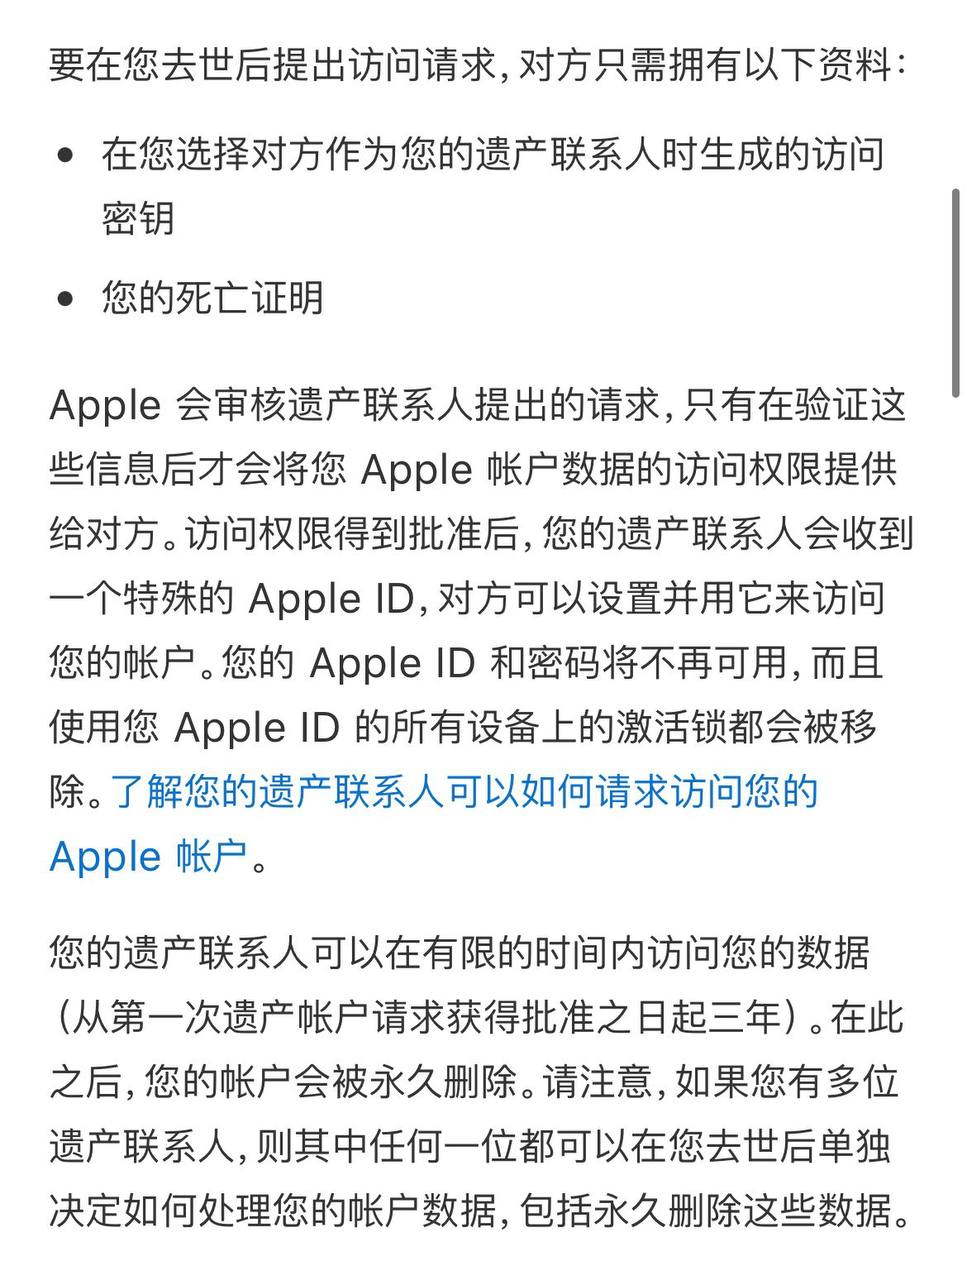 要在您去世后提出访问请求，对方只需拥有以下资料：
• 在您选择对方作为您的遗产联系人时生成的访问
密钥
• 您的死亡证明
Apple 会审核遗产联系人提出的请求，只有在验证这
些信息后才会将您 Apple 帐户数据的访问权限提供
给对方。访问权限得到批准后，您的遗产联系人会收到
一个特殊的 Apple ID，对方可以设置并用它来访问
您的帐户。您的 Apple ID 和密码将不再可用，而且
使用您 Apple ID 的所有设备上的激活锁都会被移
除。了解您的遗产联系人可以如何请求访问您的
Apple 帐户。
您的遗产联系人可以在有限的时间内访问您的数据
（从第一次遗产帐户请求获得批准之日起三年）。在此
之后，您的帐户会被永久删除。请注意，如果您有多位
遗产联系人，则其中任何一位都可以在您去世后单独
决定如何处理您的帐户数据，包括永久删除这些数据。